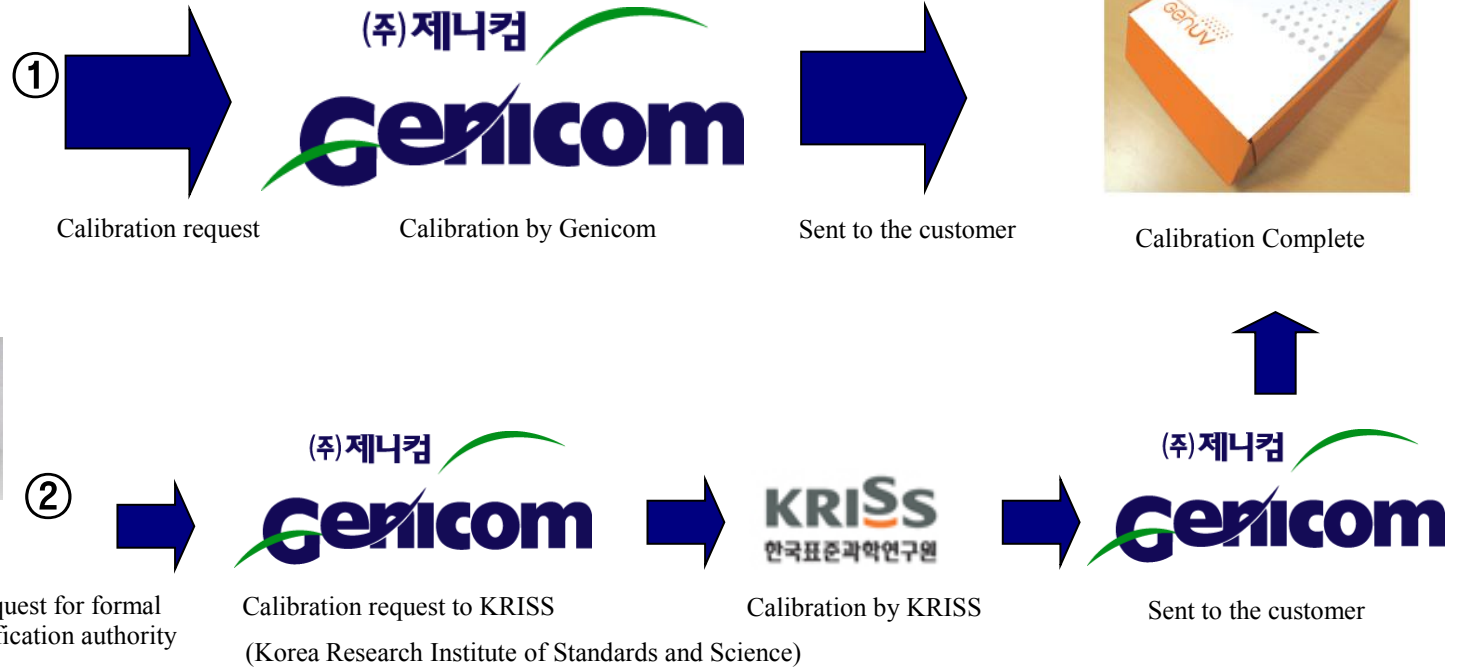 ①
(주)제니컴
Genicom
GenUV
Calibration request
Calibration by Genicom
Sent to the customer
Calibration Complete
②
(주)제니컴
Genicom
KRISS
한국표준과학연구원
(주)제니컴
Genicom
quest for formal
fication authority
Calibration request to KRISS
(Korea Research Institute of Standards and Science)
Calibration by KRISS
Sent to the customer